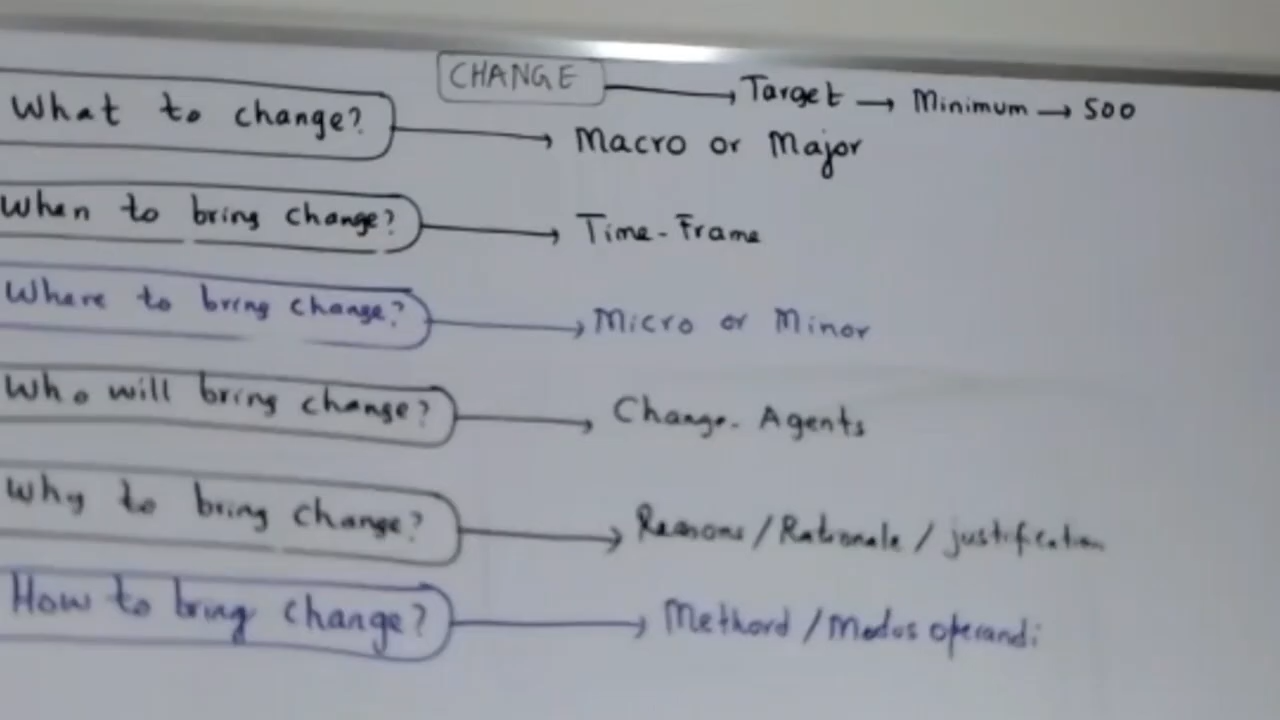 CHANGE → Target → Minimum → 500
What to change? → Macro or Major
When to bring change? → Time-Frame
Where to bring change? → Micro or Minor
Who will bring change? → Change-Agents
Why to bring change? → Reasons / Rationale / justification
How to bring change? → Methord / Modus operandi